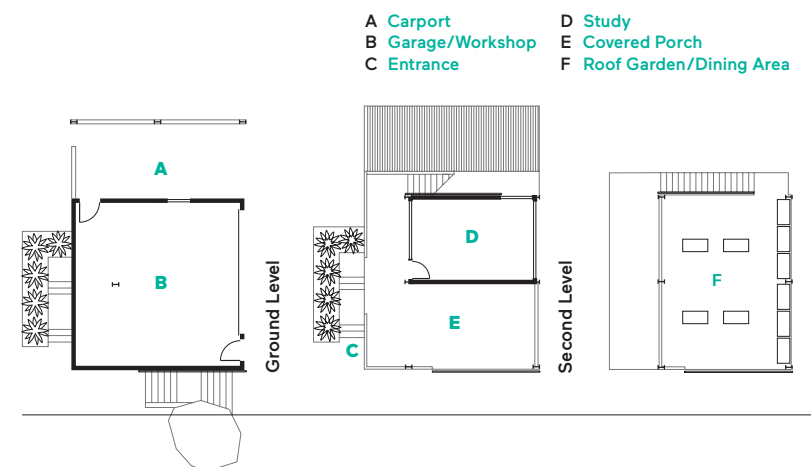 A Carport
B Garage/Workshop
C Entrance
D Study
E Covered Porch
F Roof Garden/Dining Area
A
B
Ground Level
D
E
C
Second Level
F